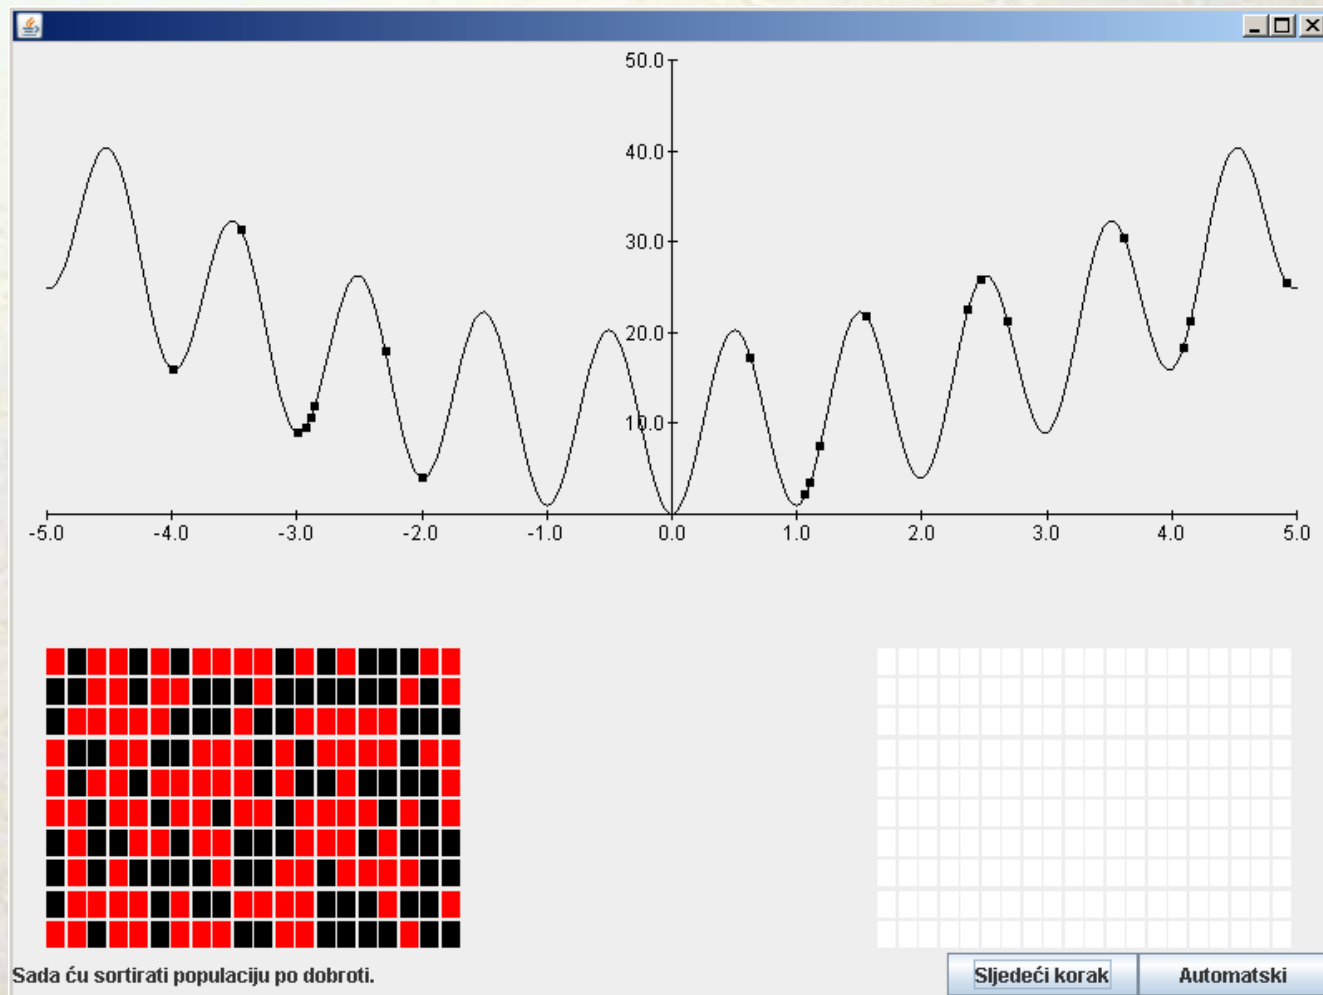 50.0
40.0
30.0
20.0
10.0
-5.0 -4.0 -3.0 -2.0 -1.0 0.0 1.0 2.0 3.0 4.0 5.0
Sada ću sortirati populaciju po dobroti.
Sljedeći korak
Automatski